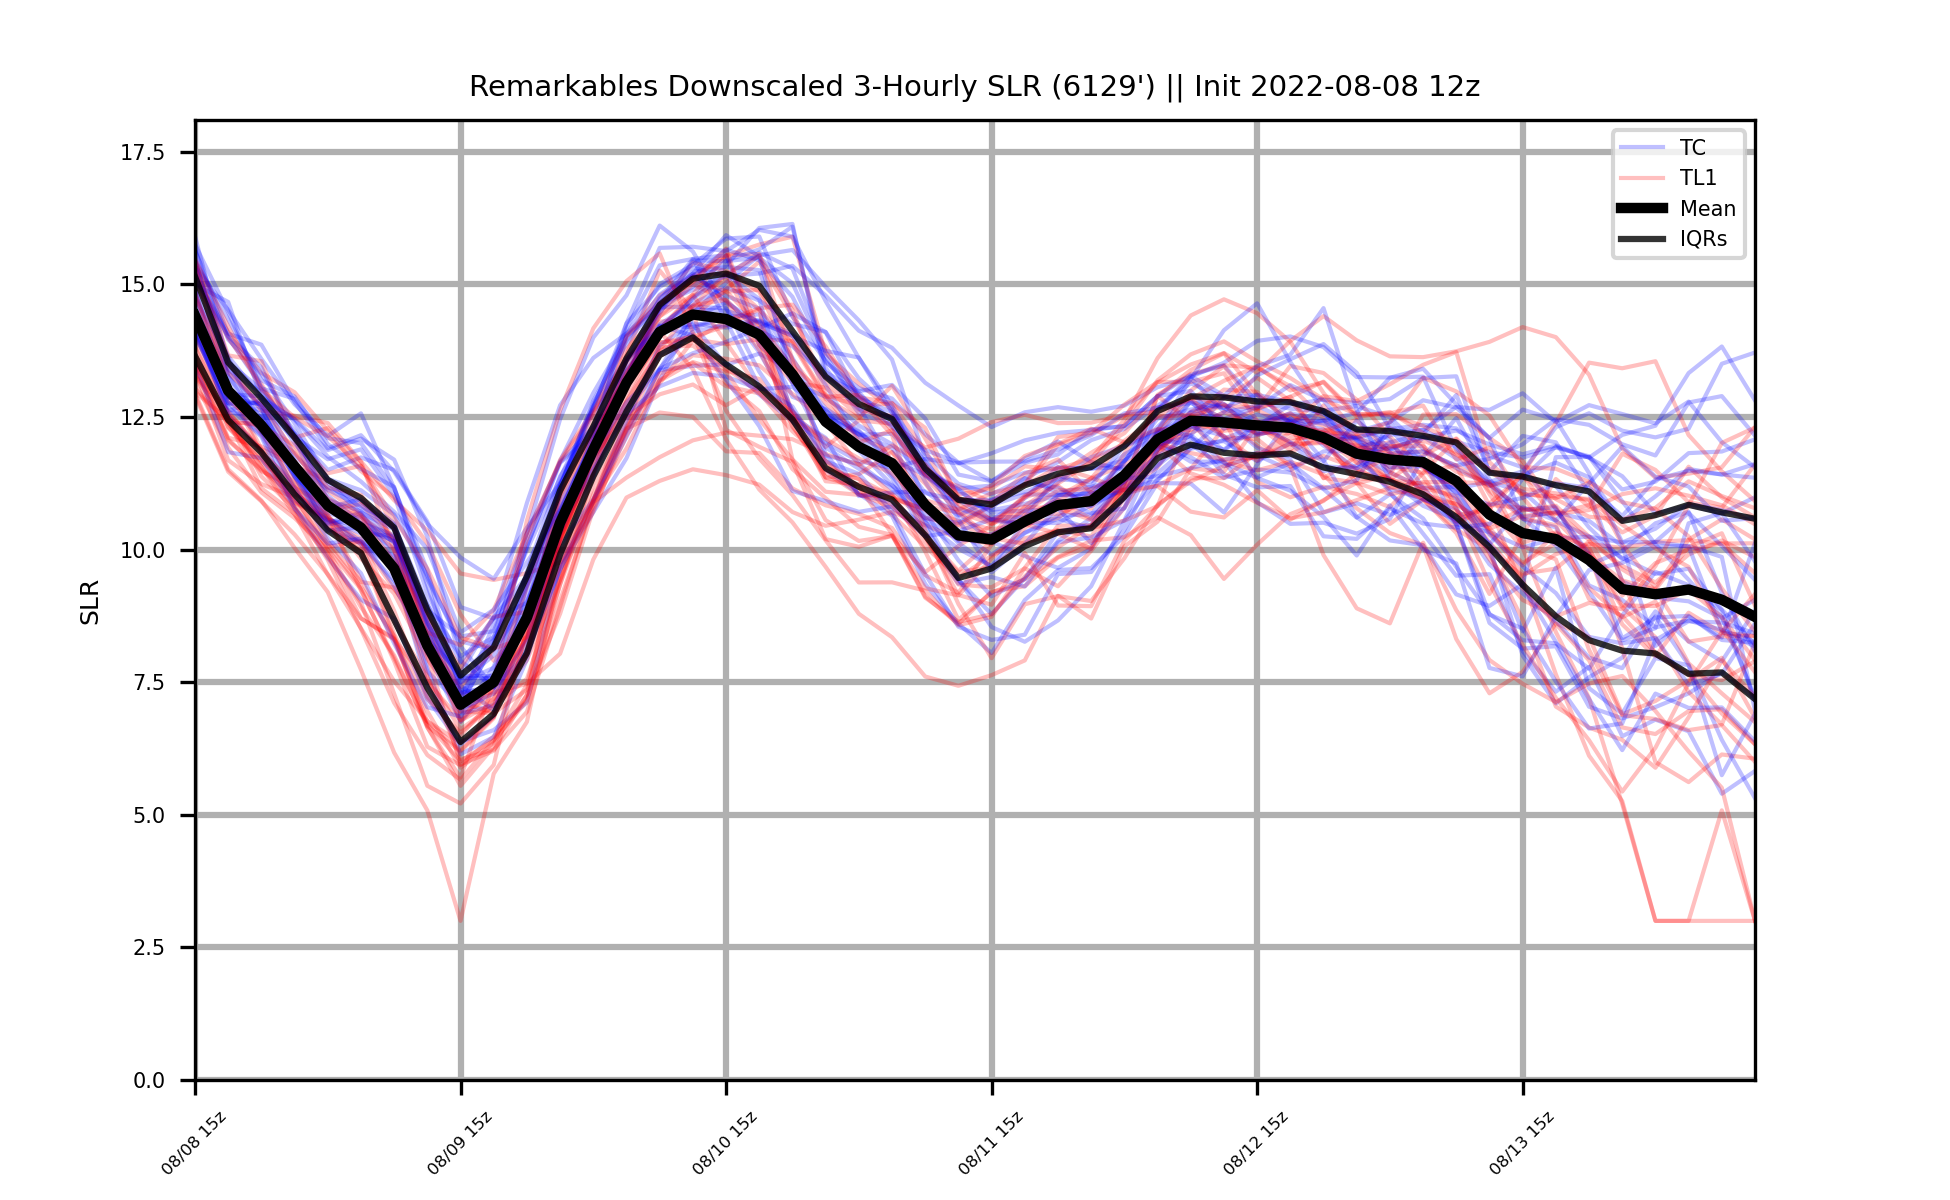 Remarkables Downscaled 3-Hourly SLR (6129') || Init 2022-08-08 12z
TC
TL1
Mean
IQRs
SLR
17.5
15.0
12.5
10.0
7.5
5.0
2.5
0.0
08/08 15z
08/09 15z
08/10 15z
08/11 15z
08/12 15z
08/13 15z